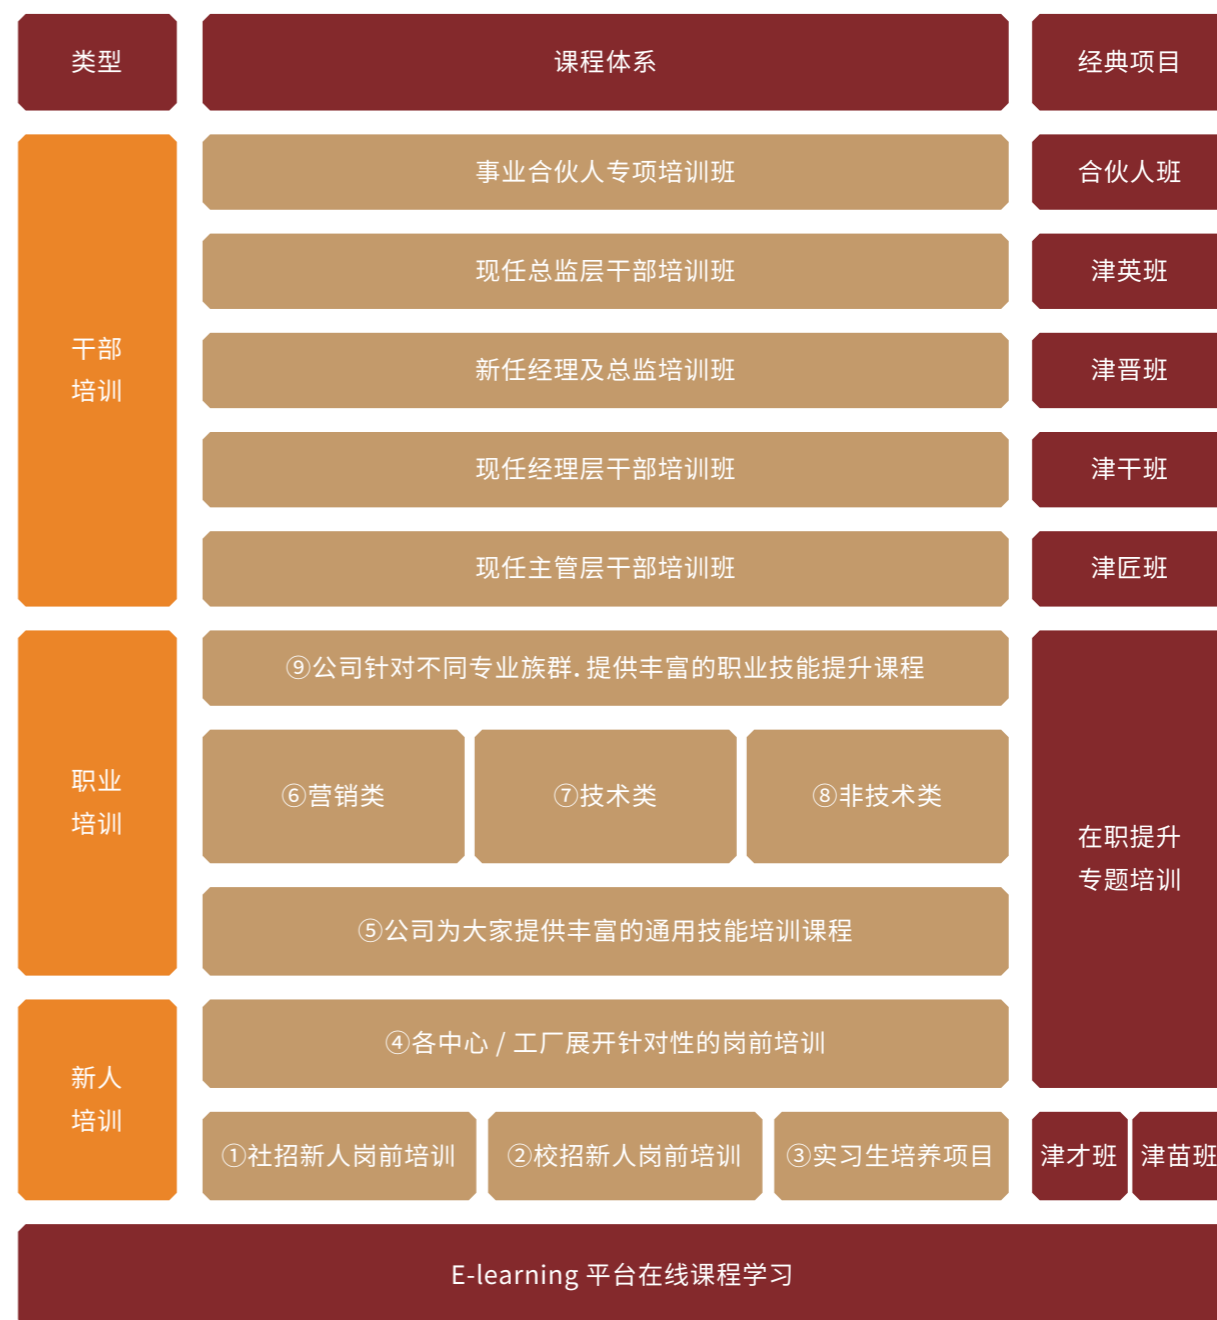 类型
课程体系
经典项目
干部
培训
事业合伙人专项培训班
合伙人班
现任总监层干部培训班
津英班
新任经理及总监培训班
津晋班
现任经理层干部培训班
津干班
现任主管层干部培训班
津匠班
职业
培训
⑨公司针对不同专业族群.提供丰富的职业技能提升课程
⑥营销类
⑦技术类
⑧非技术类
⑤公司为大家提供丰富的通用技能培训课程
在职提升
专题培训
新人
培训
④各中心 / 工厂展开针对性的岗前培训
①社招新人岗前培训
②校招新人岗前培训
③实习生培养项目
津才班
津苗班
E-learning 平台在线课程学习